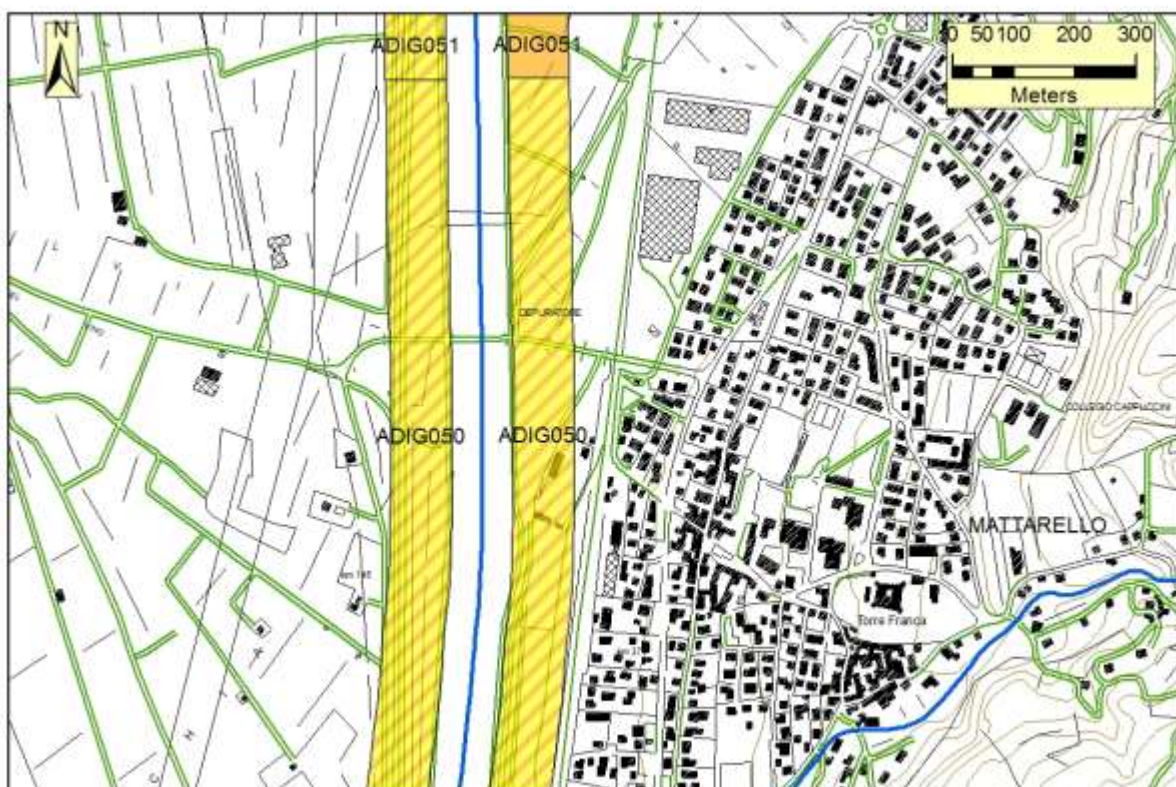 N
ADIG051
ADIG051
0 50 100 200 300
Meters
DEPURATORE
COLLEGIO CAPPUCCINI
ADIG050
ADIG050
MATTARELLO
Torre Franca